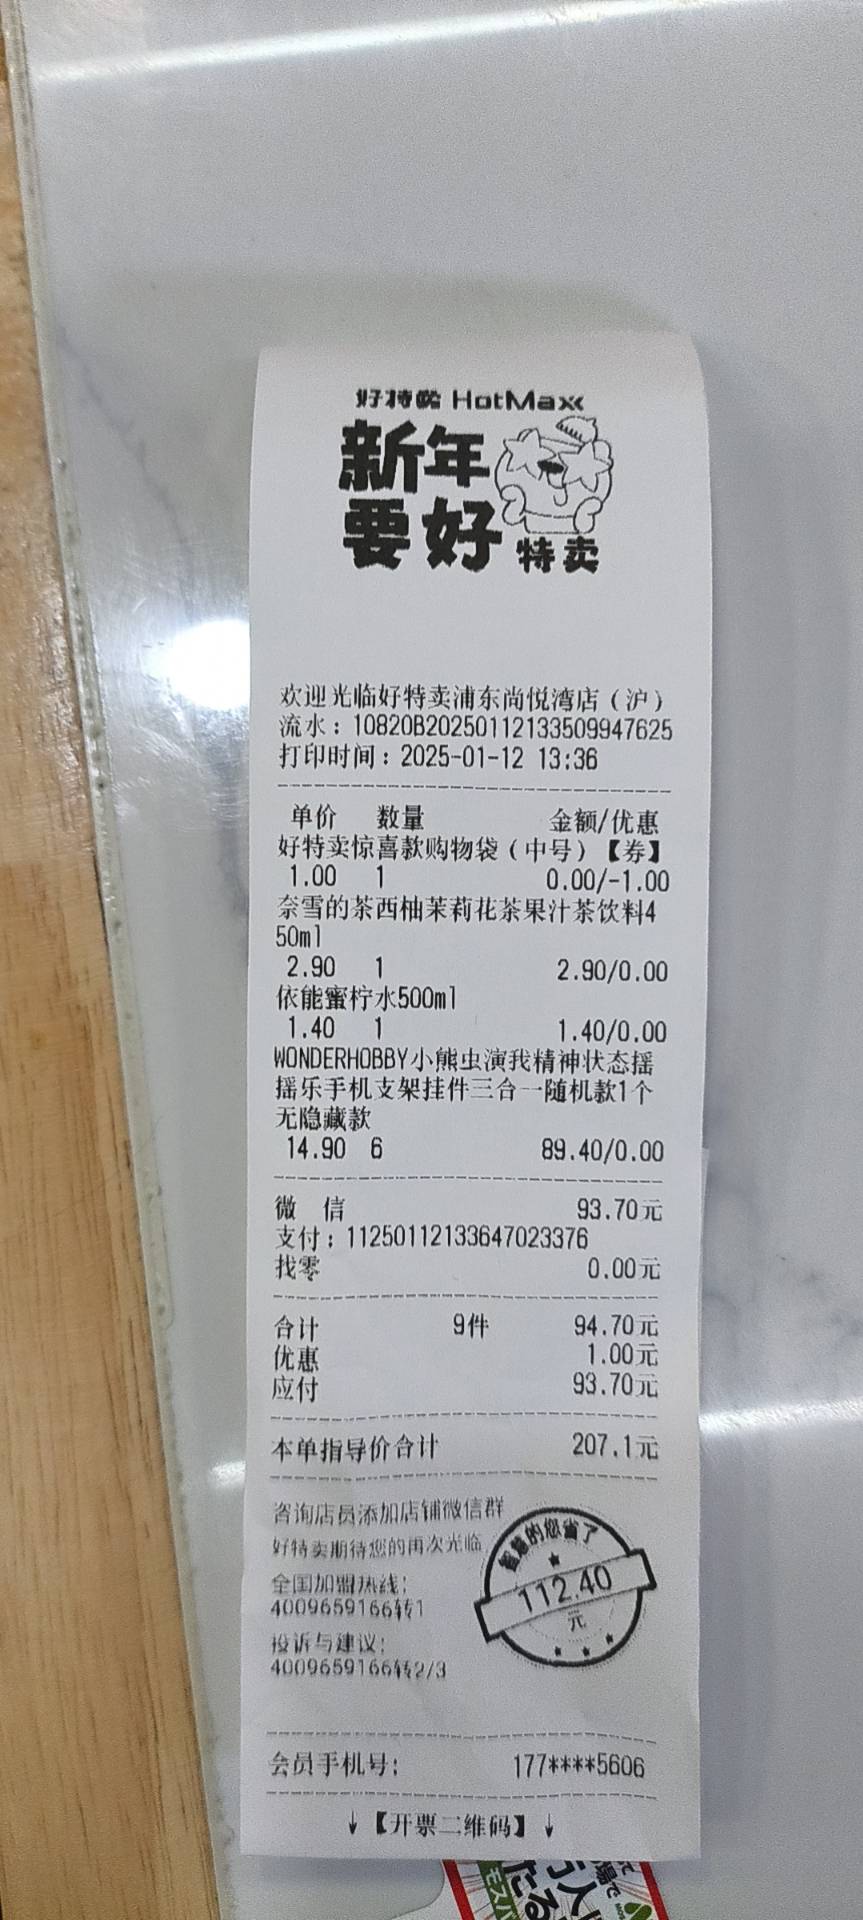 好特卖 HotMaxx
新年
要好 特卖
欢迎光临好特卖浦东尚悦湾店（沪）
流水：10820B20250112133509947625
打印时间：2025-01-12 13:36
单价 数量 金额/优惠
好特卖惊喜款购物袋（中号）【券】
1.00 1 0.00/-1.00
奈雪的茶西柚茉莉花茶果汁茶饮料4
50ml
2.90 1 2.90/0.00
依能蜜柠水500ml
1.40 1 1.40/0.00
WONDERHOBBY小熊虫演我精神状态摇
摇乐手机支架挂件三合一随机款1个
无隐藏款
14.90 6 89.40/0.00
微 信 93.70元
支付：112501121133647023376
找零 0.00元
合计 9件 94.70元
优惠 1.00元
应付 93.70元
本单指导价合计 207.1元
咨询店员添加店铺微信群
好特卖期待您的再次光临
全国加盟热线：
4009659166转1
投诉与建议：
4009659166转2/3
智慧的您省了
112.40
元
会员手机号： 177****5606
↓【开票二维码】↓